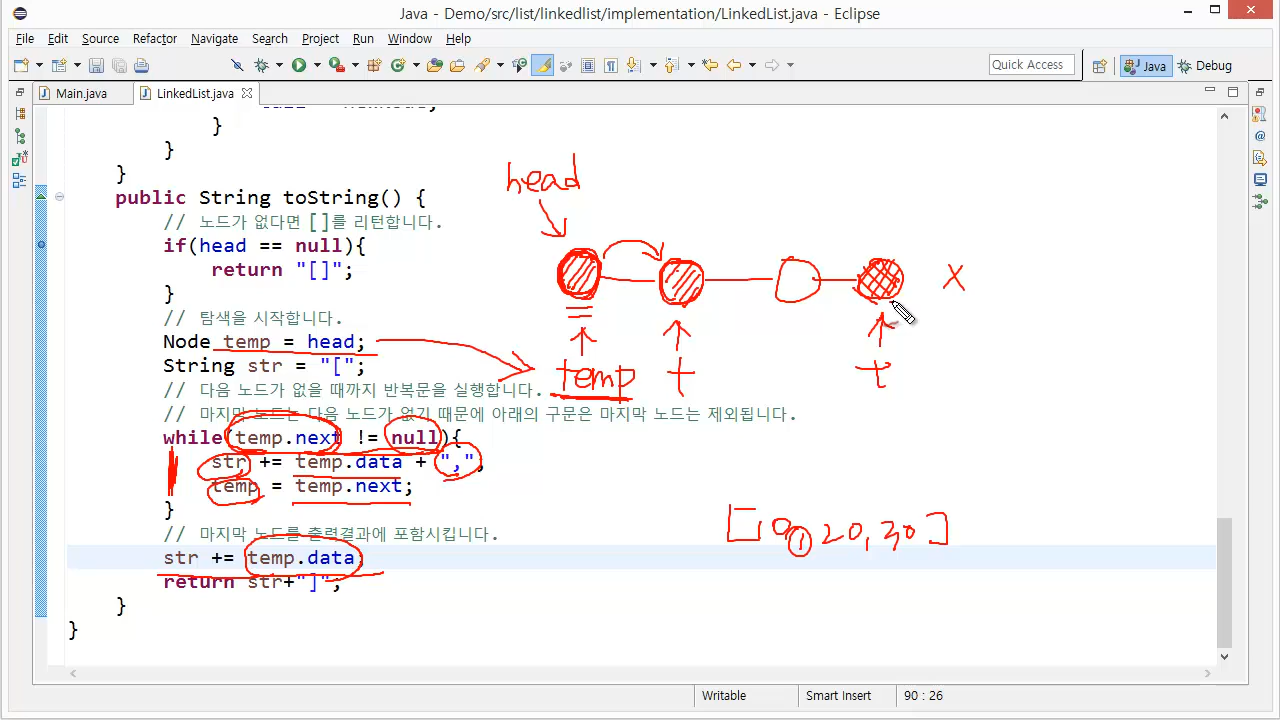 Java - Demo/src/list/linkedlist/implementation/LinkedList.java - Eclipse
File Edit Source Refactor Navigate Search Project Run Window Help
Quick Access Java Debug
Main.java LinkedList.java
}
}
}
public String toString() {
// 노드가 없다면 []를 리턴합니다.
if(head == null){
return "[]";
}
// 탐색을 시작합니다.
Node temp = head;
String str = "[";
// 다음 노드가 없을 때까지 반복문을 실행합니다.
// 마지막 노드는 다음 노드가 없기 때문에 아래의 구문은 마지막 노드는 제외됩니다.
while(temp.next != null){
str += temp.data + ",";
temp = temp.next;
}
// 마지막 노드를 출력결과에 포함시킵니다.
str += temp.data;
return str+"]";
}
}
head
X
temp t t
[10,20,30]
Writable Smart Insert 90 : 26